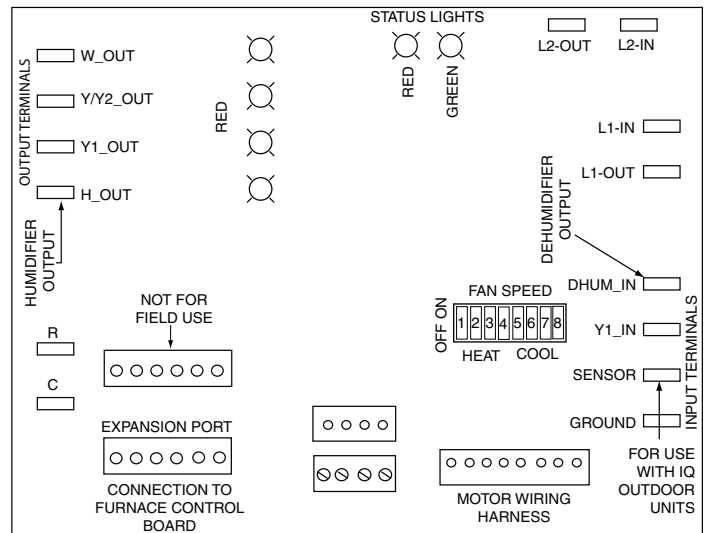 STATUS LIGHTS
RED
GREEN
L2-OUT
L2-IN
OUTPUT TERMINALS
W_OUT
Y/Y2_OUT
Y1_OUT
H_OUT
RED
HUMIDIFIER
OUTPUT
L1-IN
L1-OUT
DEHUMIDIFIER
OUTPUT
DHUM_IN
Y1_IN
SENSOR
GROUND
INPUT TERMINALS
FOR USE
WITH IQ
OUTDOOR
UNITS
FAN SPEED
OFF ON
1 2 3 4 5 6 7 8
HEAT COOL
NOT FOR
FIELD USE
R
C
EXPANSION PORT
CONNECTION TO
FURNACE CONTROL
BOARD
MOTOR WIRING
HARNESS